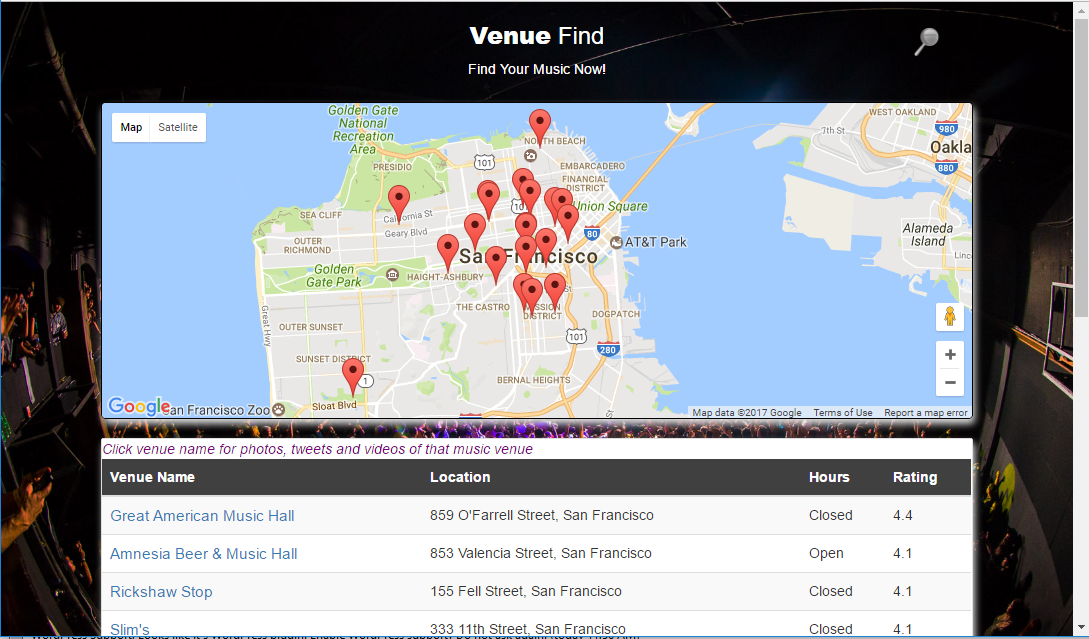 Venue Find
Find Your Music Now!
Map Satellite
Golden Gate
National
Recreation
Area
PRESIDIO
101
NORTH BEACH
EMBARCADERO
FINANCIAL
DISTRICT
Union Square
WEST OAKLAND
7th St
980
880
Oakla
SEA CLIFF
California St
Geary Blvd
OUTER
RICHMOND
80
AT&T Park
Alameda
Island
Linc
San Francisco
Golden
Gate Park
HAIGHT-ASHBURY
Great Hwy
THE CASTRO
MISSION
DISTRICT
DOGPATCH
OUTER SUNSET
101
280
SUNSET DISTRICT
1
BERNAL HEIGHTS
Sloat Blvd
Google
San Francisco Zoo
Map data ©2017 Google Terms of Use Report a map error
Click venue name for photos, tweets and videos of that music venue
Venue Name Location Hours Rating
Great American Music Hall 859 O'Farrell Street, San Francisco Closed 4.4
Amnesia Beer & Music Hall 853 Valencia Street, San Francisco Open 4.1
Rickshaw Stop 155 Fell Street, San Francisco Closed 4.1
Slim's 333 11th Street, San Francisco Closed 4.1